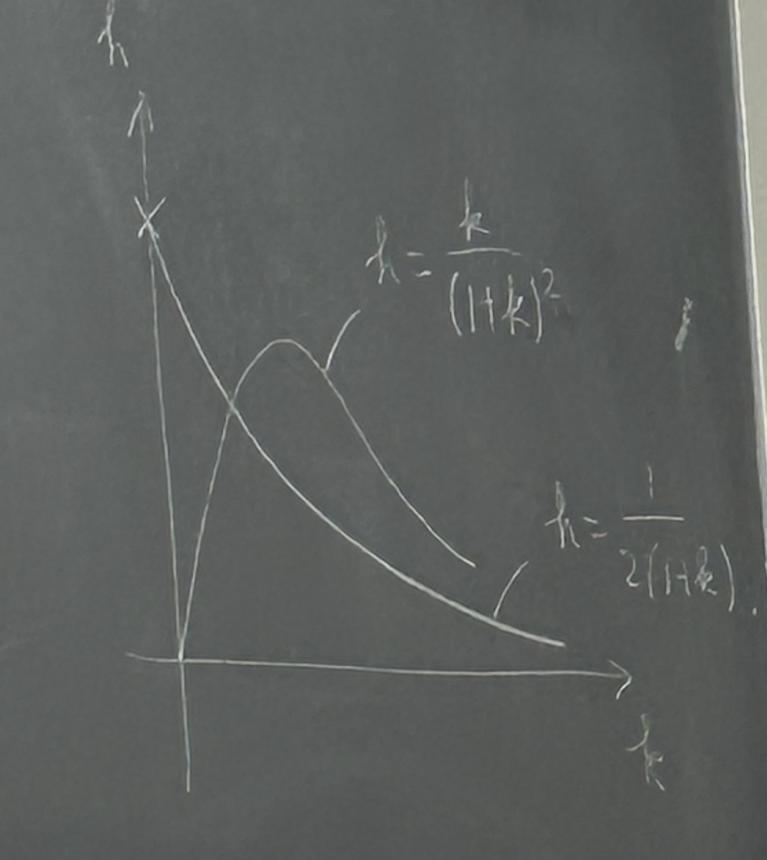 h
h = k/(1+k)²
h = 1/2(1+k).
k